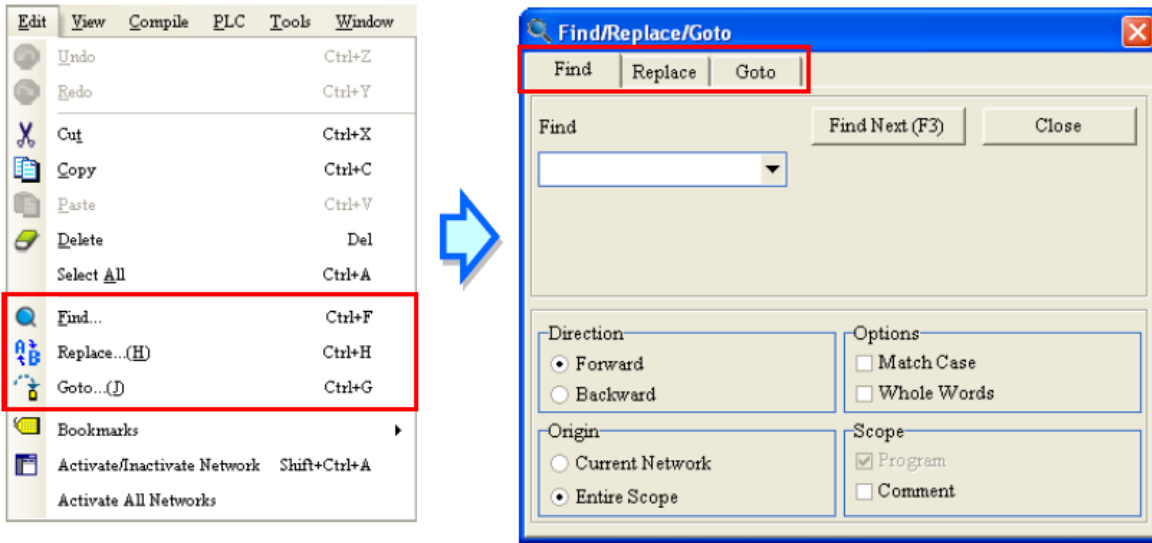 Edit View Compile PLC Tools Window
Undo Ctrl+Z
Redo Ctrl+Y
Cut Ctrl+X
Copy Ctrl+C
Paste Ctrl+V
Delete Del
Select All Ctrl+A
Find... Ctrl+F
Replace...(H) Ctrl+H
Goto...(J) Ctrl+G
Bookmarks
Activate/Inactivate Network Shift+Ctrl+A
Activate All Networks
Find/Replace/Goto
Find Replace Goto
Find Find Next (F3) Close
Direction
Forward
Backward
Options
Match Case
Whole Words
Origin
Current Network
Entire Scope
Scope
Program
Comment